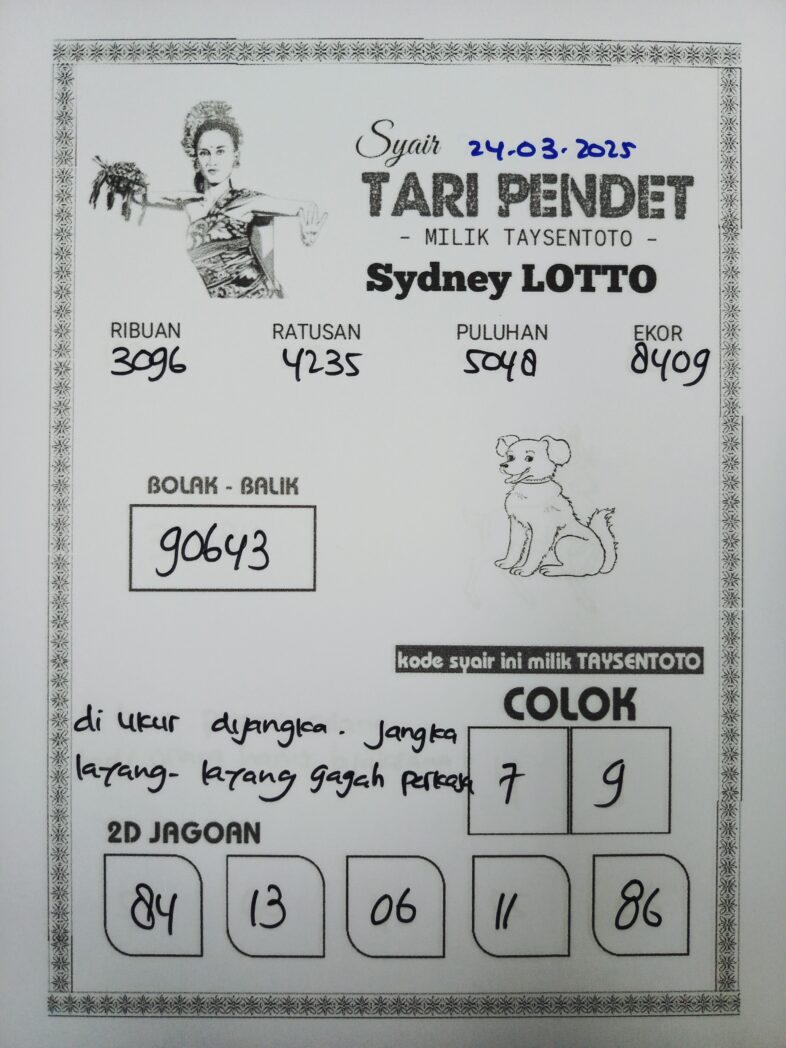 Syair 24.03.2025
TARI PENDET
- MILIK TAYSENTOTO -
Sydney LOTTO
RIBUAN RATUSAN PULUHAN EKOR
3096 4235 5048 8409
BOLAK - BALIK
90643
kode syair ini milik TAYSENTOTO
COLOK
7 9
di ukur dijangka. jangka
layang- layang gagah perkasa
2D JAGOAN
84 13 06 11 86